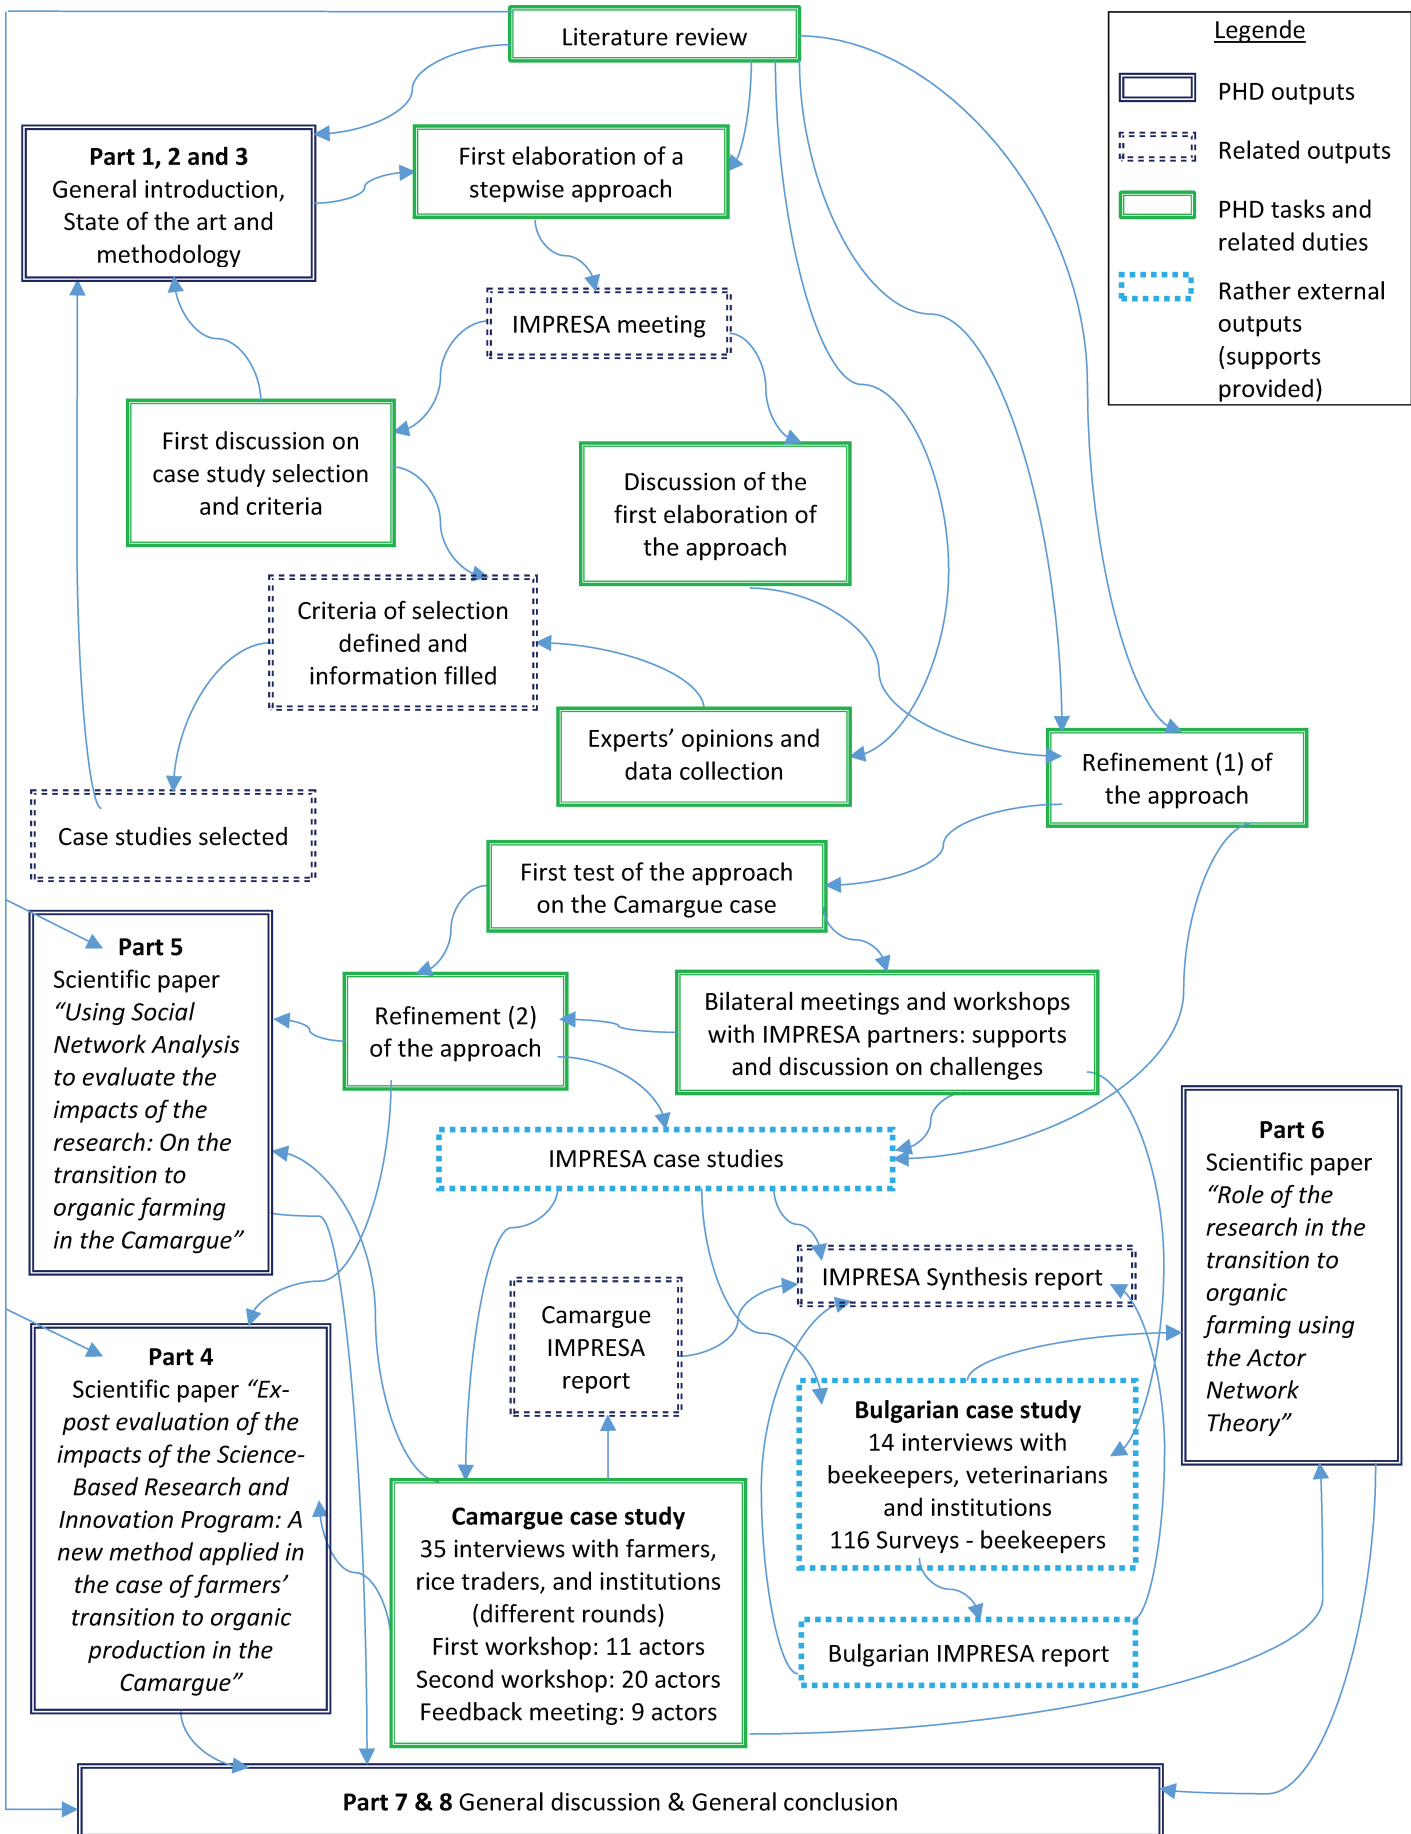 Literature review
Legende
PHD outputs
Related outputs
PHD tasks and
related duties
Rather external
outputs
(supports
provided)
Part 1, 2 and 3
General introduction,
State of the art and
methodology
First elaboration of a
stepwise approach
IMPRESA meeting
First discussion on
case study selection
and criteria
Discussion of the
first elaboration of
the approach
Criteria of selection
defined and
information filled
Experts’ opinions and
data collection
Refinement (1) of
the approach
Case studies selected
First test of the approach
on the Camargue case
Part 5
Scientific paper
“Using Social
Network Analysis
to evaluate the
impacts of the
research: On the
transition to
organic farming
in the Camargue”
Refinement (2)
of the approach
Bilateral meetings and workshops
with IMPRESA partners: supports
and discussion on challenges
IMPRESA case studies
Part 6
Scientific paper
“Role of the
research in the
transition to
organic
farming using
the Actor
Network
Theory”
IMPRESA Synthesis report
Camargue
IMPRESA
report
Part 4
Scientific paper “Ex-
post evaluation of the
impacts of the Science-
Based Research and
Innovation Program: A
new method applied in
the case of farmers’
transition to organic
production in the
Camargue”
Bulgarian case study
14 interviews with
beekeepers, veterinarians
and institutions
116 Surveys - beekeepers
Camargue case study
35 interviews with farmers,
rice traders, and institutions
(different rounds)
First workshop: 11 actors
Second workshop: 20 actors
Feedback meeting: 9 actors
Bulgarian IMPRESA report
Part 7 & 8 General discussion & General conclusion